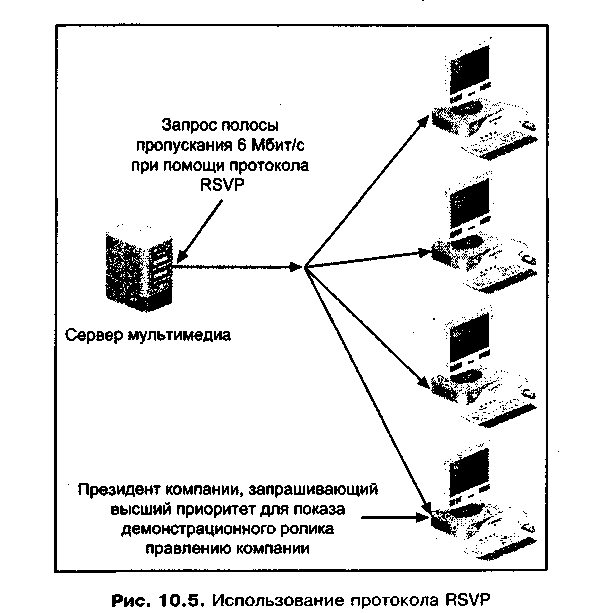 Запрос полосы
пропускания 6 Мбит/с
при помощи протокола
RSVP
Сервер мультимедиа
Президент компании, запрашивающий
высший приоритет для показа
демонстрационного ролика
правлению компании
Рис. 10.5. Использование протокола RSVP